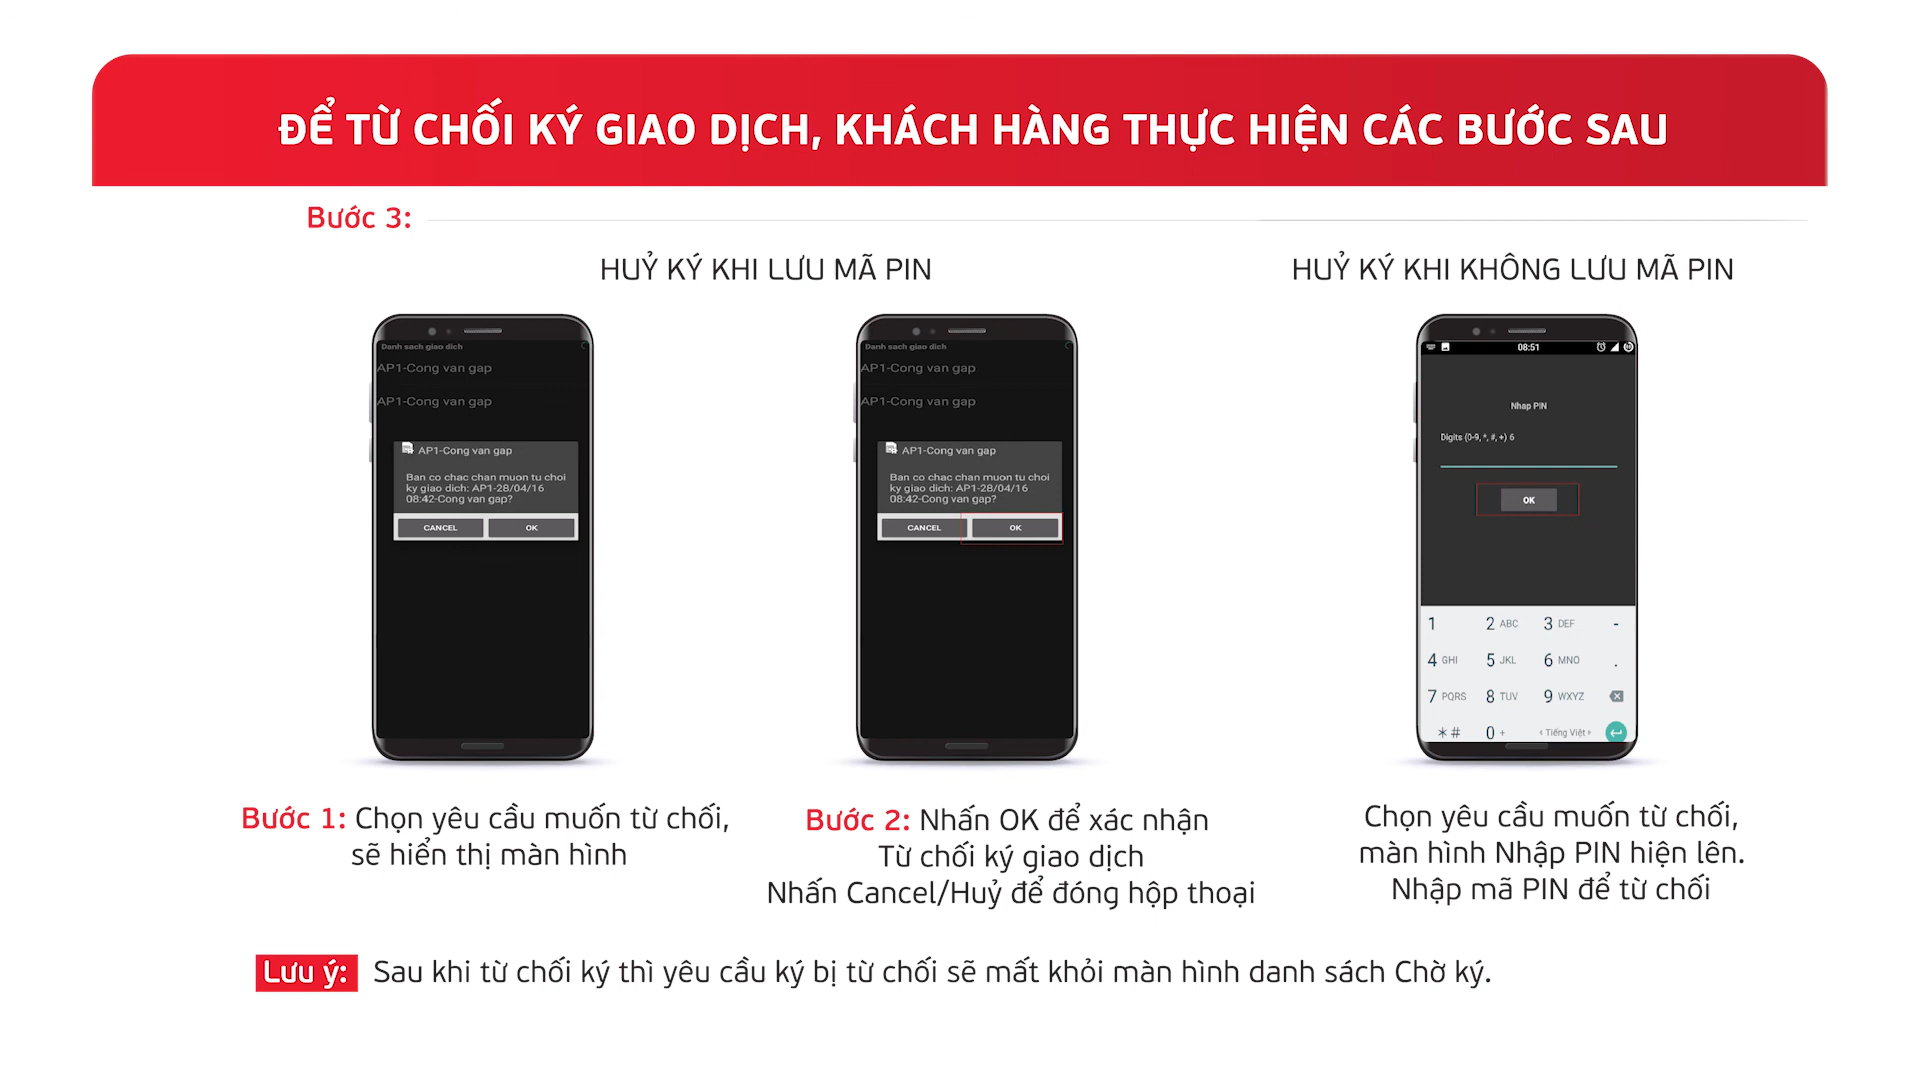 ĐỂ TỪ CHỐI KÝ GIAO DỊCH, KHÁCH HÀNG THỰC HIỆN CÁC BƯỚC SAU
Bước 3:
HUỶ KÝ KHI LƯU MÃ PIN
Danh sach giao dich
AP1-Cong van gap
AP1-Cong van gap
AP1-Cong van gap
Ban co chac chan muon tu choi
ky giao dich: AP1-28/04/16
08:42-Cong van gap?
CANCEL OK
Bước 1: Chọn yêu cầu muốn từ chối,
sẽ hiển thị màn hình
Danh sach giao dich
AP1-Cong van gap
AP1-Cong van gap
AP1-Cong van gap
Ban co chac chan muon tu choi
ky giao dich: AP1-28/04/16
08:42-Cong van gap?
CANCEL OK
Bước 2: Nhấn OK để xác nhận
Từ chối ký giao dịch
Nhấn Cancel/Huỷ để đóng hộp thoại
HUỶ KÝ KHI KHÔNG LƯU MÃ PIN
08:51
Nhap PIN
Digits (0-9, *, #, +) 6
OK
1 2 ABC 3 DEF -
4 GHI 5 JKL 6 MNO .
7 PQRS 8 TUV 9 WXYZ
*# 0 + Tiếng Việt
Chọn yêu cầu muốn từ chối,
màn hình Nhập PIN hiện lên.
Nhập mã PIN để từ chối
Lưu ý: Sau khi từ chối ký thì yêu cầu ký bị từ chối sẽ mất khỏi màn hình danh sách Chờ ký.